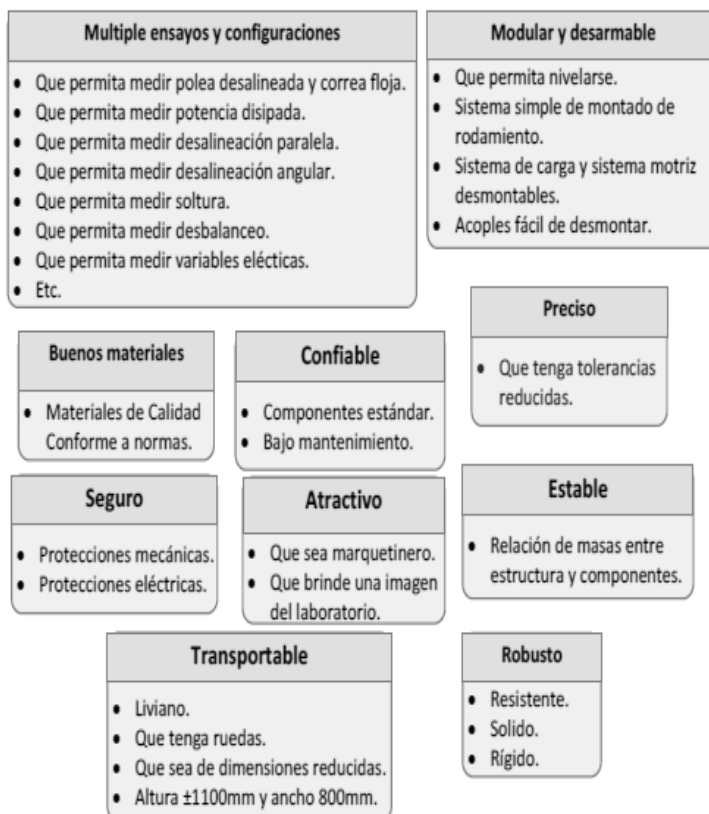 Multiple ensayos y configuraciones
• Que permita medir polea desalineada y correa floja.
• Que permita medir potencia disipada.
• Que permita medir desalineación paralela.
• Que permita medir desalineación angular.
• Que permita medir soltura.
• Que permita medir desbalanceo.
• Que permita medir variables elécticas.
• Etc.
Modular y desarmable
• Que permita nivelarse.
• Sistema simple de montado de
rodamiento.
• Sistema de carga y sistema motriz
desmontables.
• Acoples fácil de desmontar.
Buenos materiales
• Materiales de Calidad
Conforme a normas.
Confiable
• Componentes estándar.
• Bajo mantenimiento.
Preciso
• Que tenga tolerancias
reducidas.
Seguro
• Protecciones mecánicas.
• Protecciones eléctricas.
Atractivo
• Que sea marquetinero.
• Que brinde una imagen
del laboratorio.
Estable
• Relación de masas entre
estructura y componentes.
Transportable
• Liviano.
• Que tenga ruedas.
• Que sea de dimensiones reducidas.
• Altura ±1100mm y ancho 800mm.
Robusto
• Resistente.
• Solido.
• Rígido.